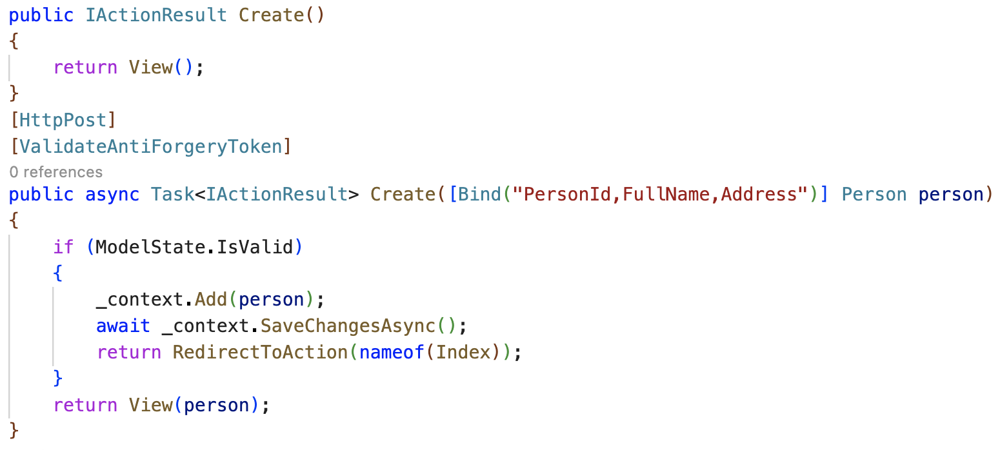 public IActionResult Create()
{
    return View();
}
[HttpPost]
[ValidateAntiForgeryToken]
0 references
public async Task<IActionResult> Create([Bind("PersonId,FullName,Address")] Person person)
{
    if (ModelState.IsValid)
    {
        _context.Add(person);
        await _context.SaveChangesAsync();
        return RedirectToAction(nameof(Index));
    }
    return View(person);
}